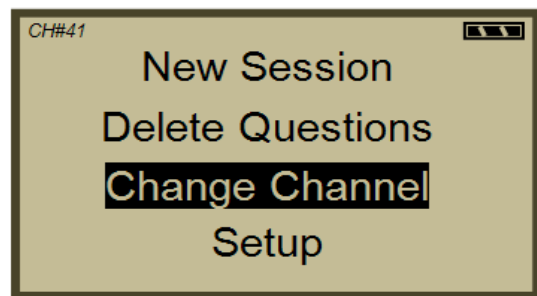 CH#41
New Session
Delete Questions
Change Channel
Setup